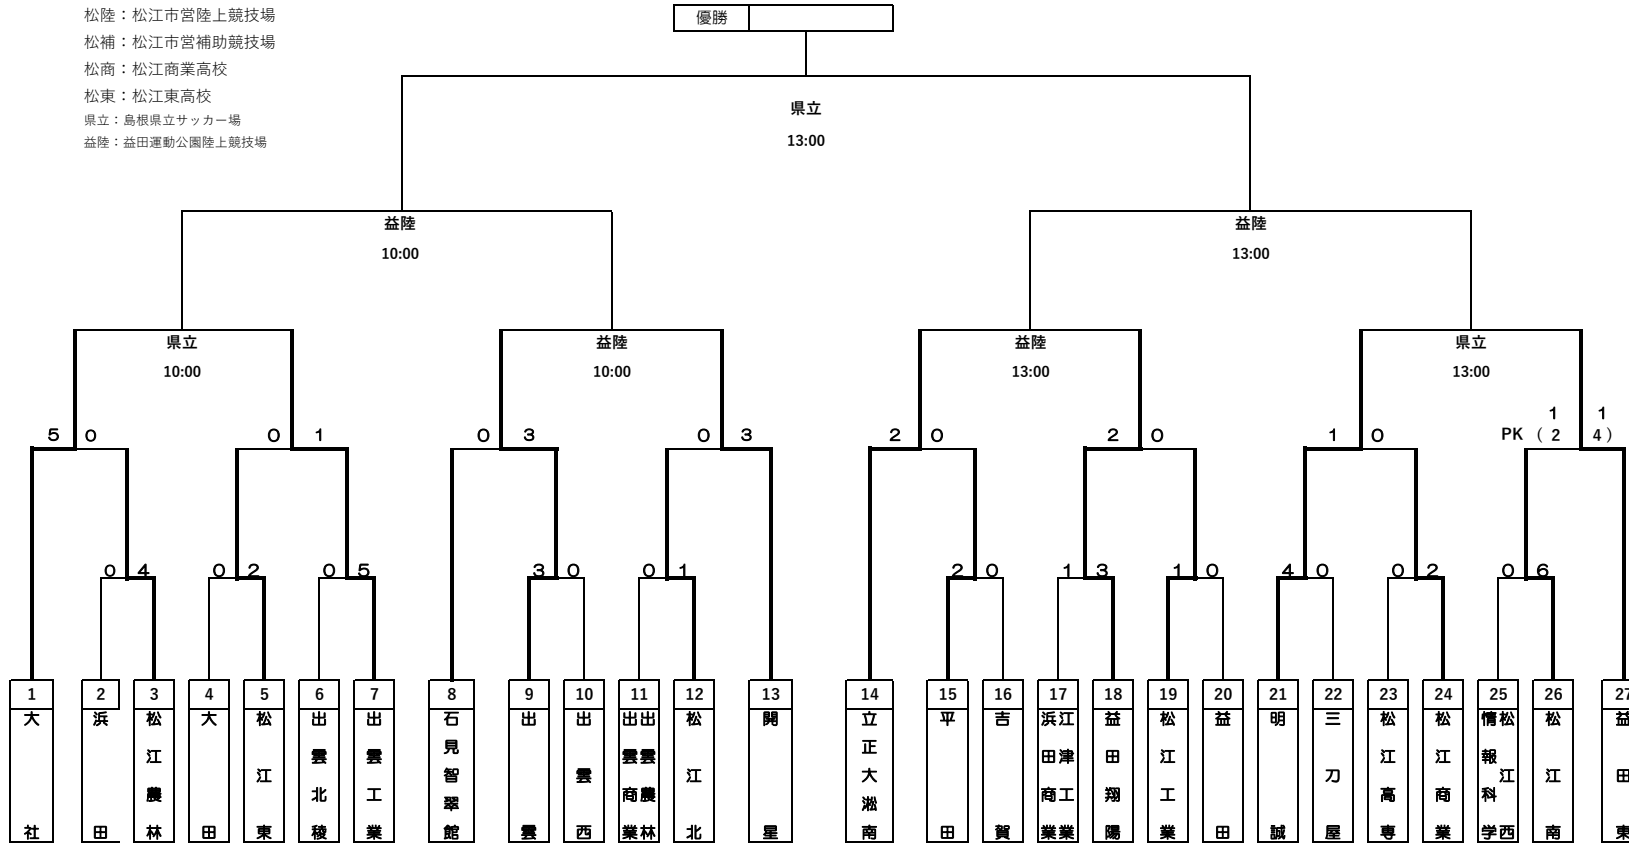 松陸：松江市営陸上競技場
松補：松江市営補助競技場
松商：松江商業高校
松東：松江東高校
県立：島根県立サッカー場
益陸：益田運動公園陸上競技場
優勝
県立
13:00
益陸
10:00
益陸
13:00
県立
10:00
益陸
10:00
益陸
13:00
県立
13:00
1 1
５ ０ ０ １ ０ ３ ０ ３ ２ ０ ２ ０ １ ０ PK ( 2 4 )
０ ４ ０ ２ ０ ５ ３ ０ ０ １ ２ ０ １ ３ １ ０ ４ ０ ０ ２ ０ ６
1 2 3 4 5 6 7 8 9 10 11 12 13 14 15 16 17 18 19 20 21 22 23 24 25 26 27
大社
浜田
松江農林
大田
松江東
出雲北稜
出雲工業
石見智翠館
出雲
出雲西
出雲農林
出雲商業
松江北
開星
立正大淞南
平田
吉賀
江津工業
浜田商業
益田翔陽
松江工業
益田
明誠
三刀屋
松江高専
松江商業
松江西
情報科学
松江南
益田東